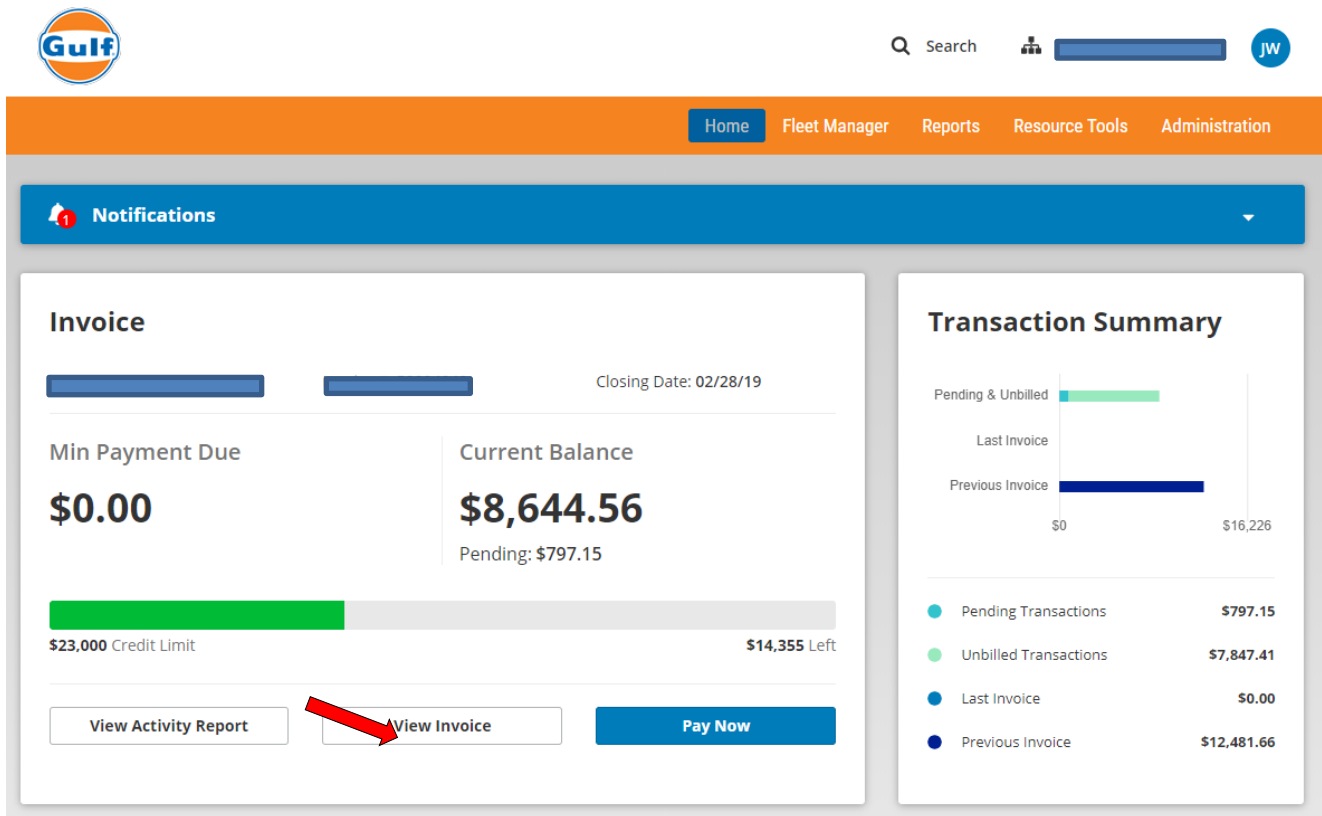 Gulf
Search
JW
Home Fleet Manager Reports Resource Tools Administration
1 Notifications
Invoice
Closing Date: 02/28/19
Min Payment Due
$0.00
Current Balance
$8,644.56
Pending: $797.15
$23,000 Credit Limit
$14,355 Left
View Activity Report
View Invoice
Pay Now
Transaction Summary
Pending & Unbilled
Last Invoice
Previous Invoice
$0 $16,226
Pending Transactions $797.15
Unbilled Transactions $7,847.41
Last Invoice $0.00
Previous Invoice $12,481.66